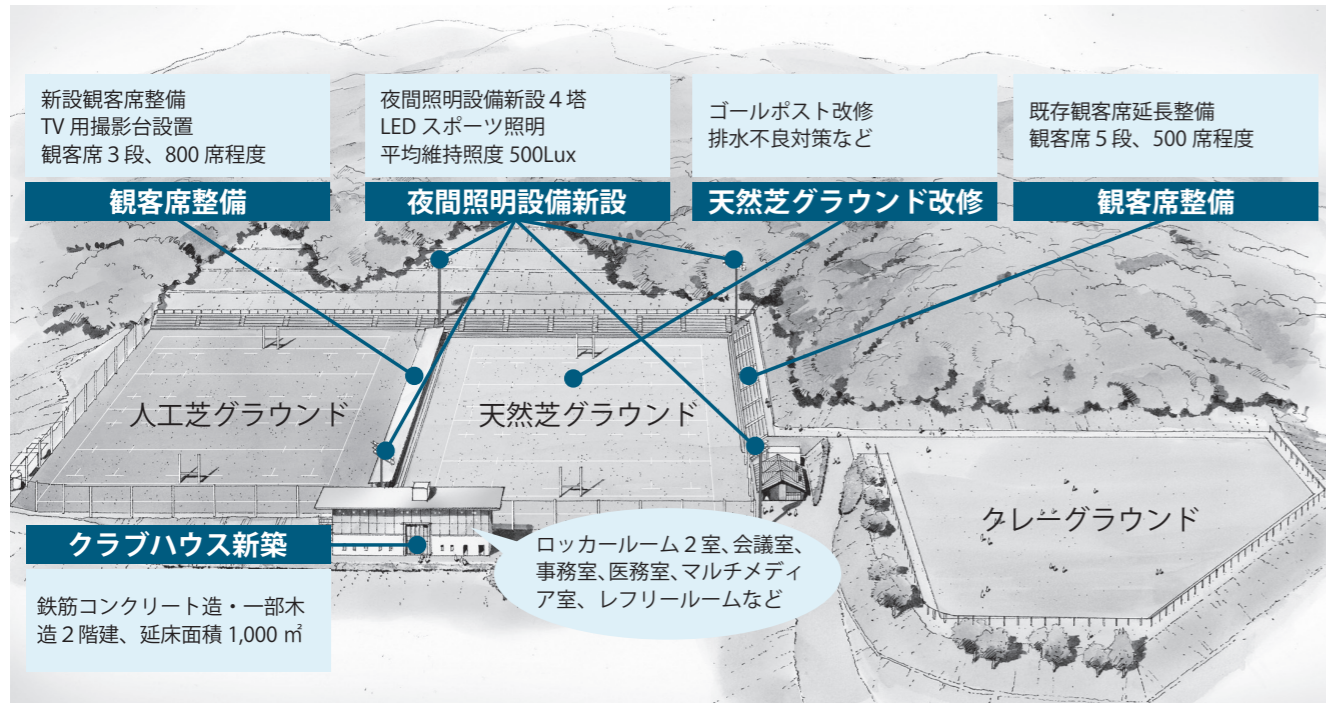 新設観客席整備
TV 用撮影台設置
観客席３段、800 席程度
観客席整備
夜間照明設備新設４塔
LED スポーツ照明
平均維持照度 500Lux
夜間照明設備新設
ゴールポスト改修
排水不良対策など
天然芝グラウンド改修
既存観客席延長整備
観客席５段、500 席程度
観客席整備
人工芝グラウンド
天然芝グラウンド
クレーグラウンド
クラブハウス新築
鉄筋コンクリート造・一部木
造２階建、延床面積 1,000 ㎡
ロッカールーム２室、会議室、
事務室、医務室、マルチメディ
ア室、レフリールームなど